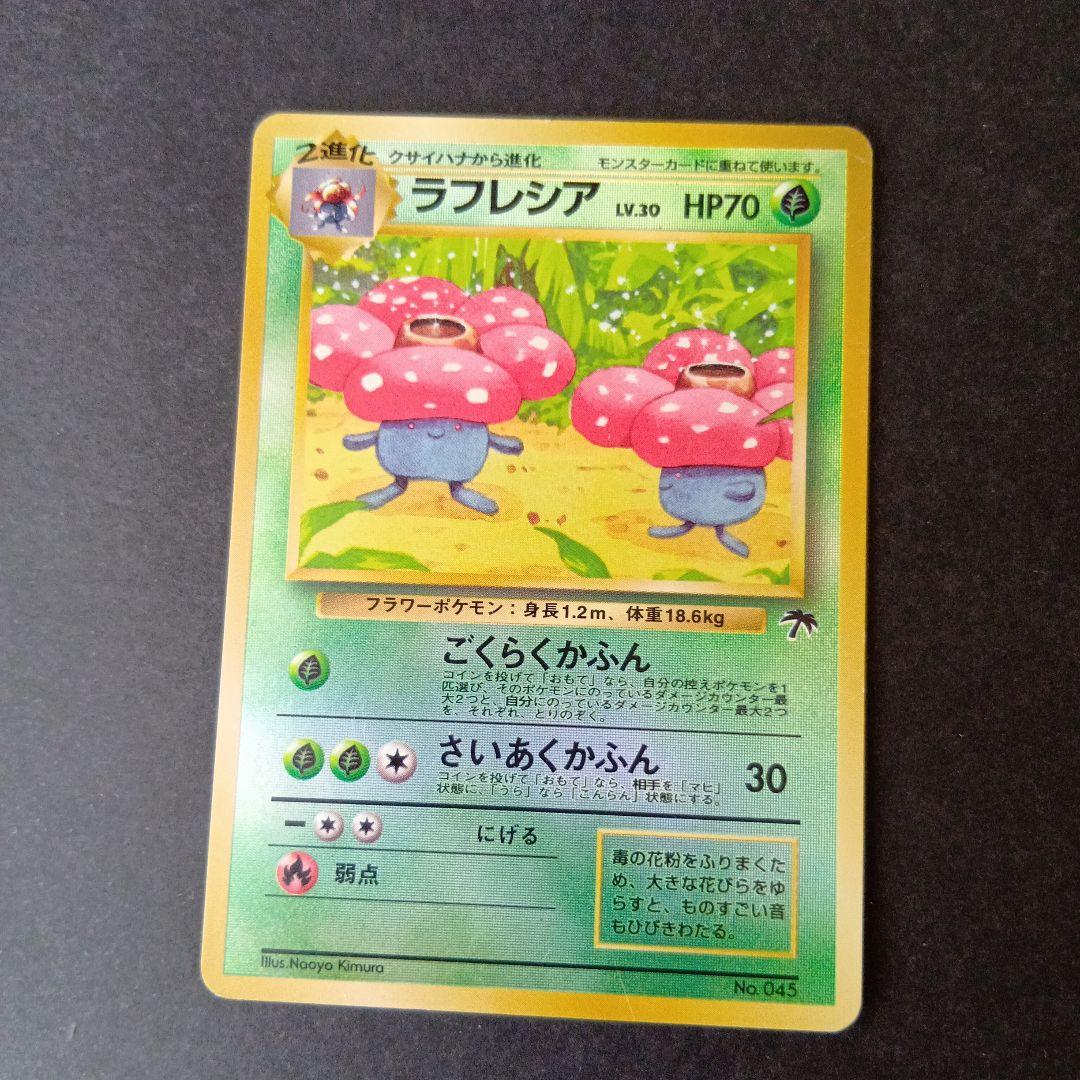 2進化 クサイハナから進化 モンスターカードに重ねて使います。
ラフレシア LV.30 HP70
フラワーポケモン：身長1.2m、体重18.6kg
ごくらくかふん
コインを投げて「おもて」なら、自分の控えポケモンを1
匹選び、そのポケモンにのっているダメージカウンター最
大2つと、自分にのっているダメージカウンター最大2つ
を、それぞれ、とりのぞく。
さいあくかふん 30
コインを投げて「おもて」なら、相手を「マヒ」
状態に、「うら」なら「こんらん」状態にする。
にげる
弱点
毒の花粉をふりまくた
め、大きな花びらをゆ
らすと、ものすごい音
もひびきわたる。
Illus.Naoyo Kimura
No.045